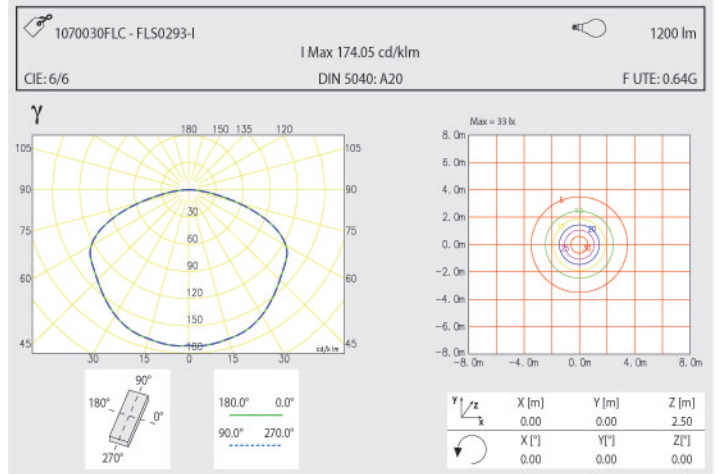 1070030FLC - FLS0293-I
1200 lm
I Max 174.05 cd/klm
CIE: 6/6 DIN 5040: A20 F UTE: 0.64G
γ
180 150 135 120
105 105
90 90
75 75
60 60
45 45
30
60
90
120
150
180
cd/klm
30 15 0 15 30
Max = 33 lx
8.0m
6.0m
4.0m
2.0m
0.0m
-2.0m
-4.0m
-6.0m
-8.0m
5
10
20
25 30
-8.0m -4.0m 0.0m 4.0m 8.0m
90°
180° 0°
270°
180.0° 0.0°
90.0° 270.0°
y z x
X [m] Y [m] Z [m]
0.00 0.00 2.50
X [°] Y[°] Z[°]
0.00 0.00 0.00